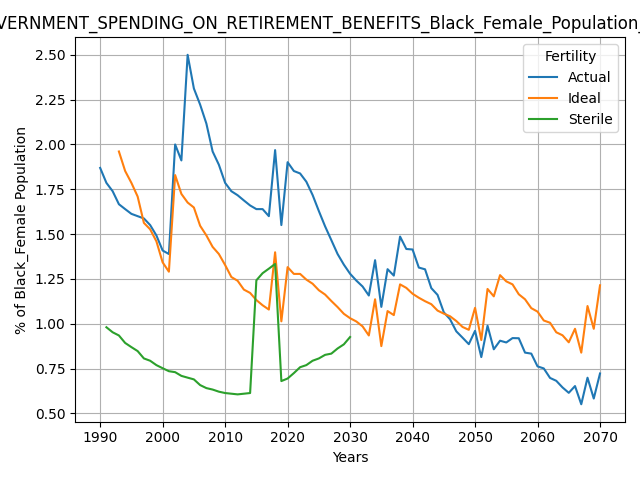 VERNMENT_SPENDING_ON_RETIREMENT_BENEFITS_Black_Female_Population_
Fertility
Actual
Ideal
Sterile
% of Black_Female Population
2.50
2.25
2.00
1.75
1.50
1.25
1.00
0.75
0.50
1990 2000 2010 2020 2030 2040 2050 2060 2070
Years